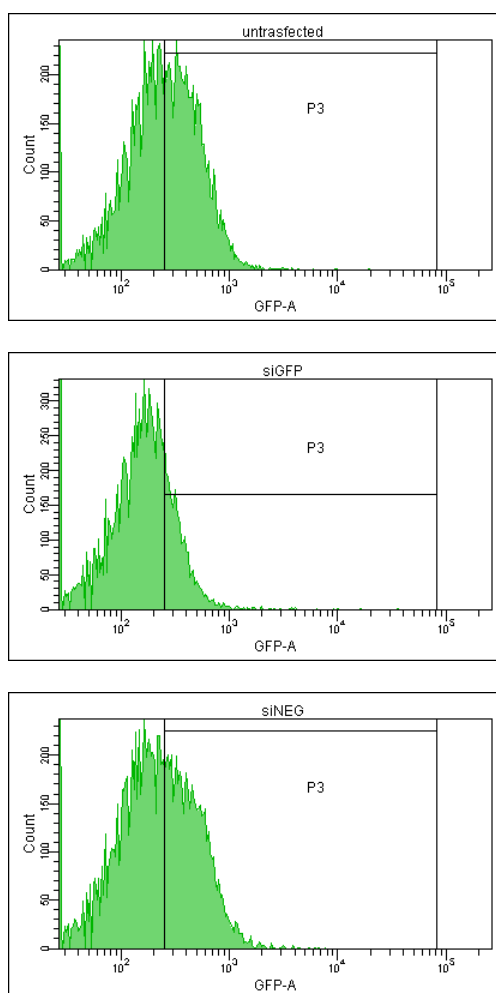 untrasfected
P3
Count
0 50 100 150 200
10² 10³ 10⁴ 10⁵
GFP-A
siGFP
P3
Count
0 50 100 150 200 250 300
10² 10³ 10⁴ 10⁵
GFP-A
siNEG
P3
Count
0 50 100 150 200
10² 10³ 10⁴ 10⁵
GFP-A